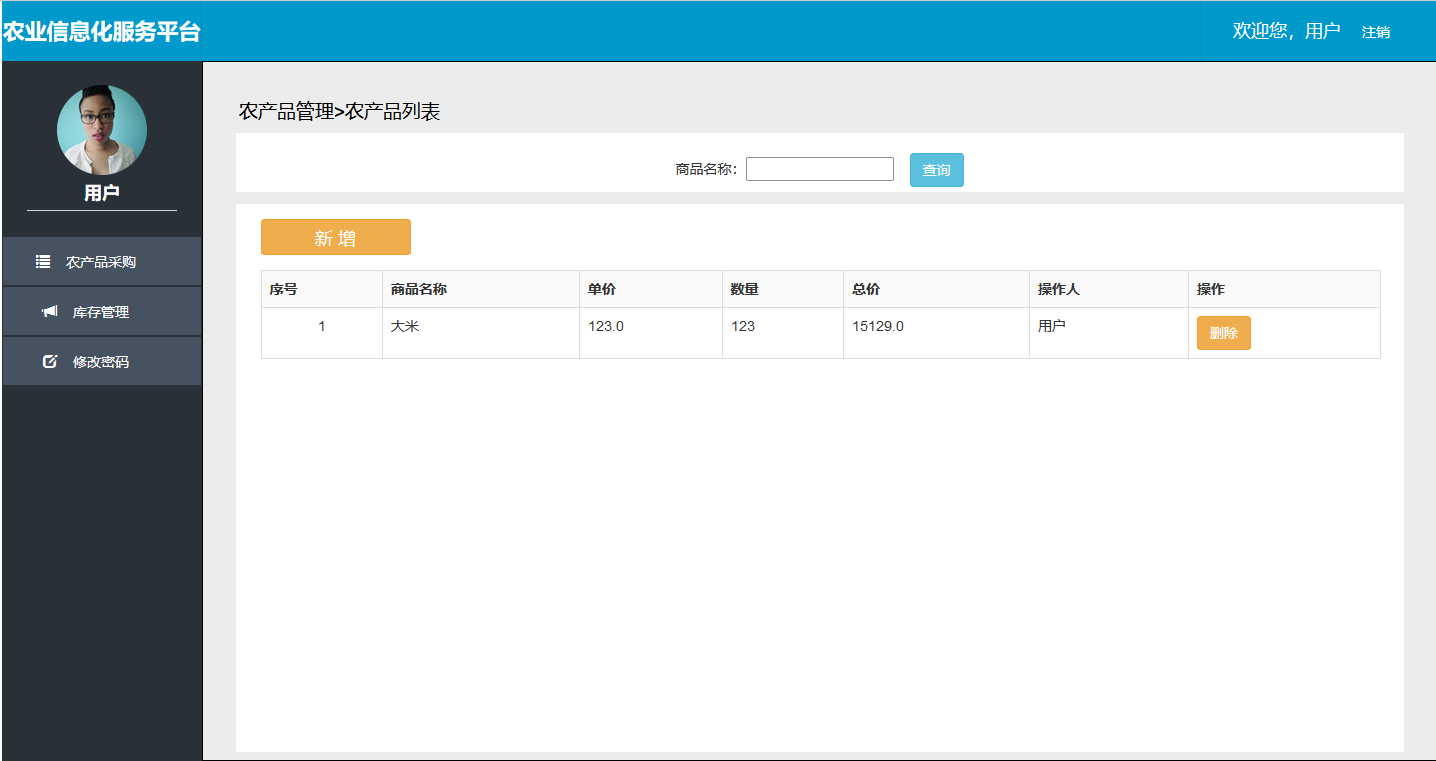 农业信息化服务平台
欢迎您，用户 注销
用户
农产品采购
库存管理
修改密码
农产品管理>农产品列表
商品名称： 查询
新 增
序号 商品名称 单价 数量 总价 操作人 操作
1 大米 123.0 123 15129.0 用户 删除